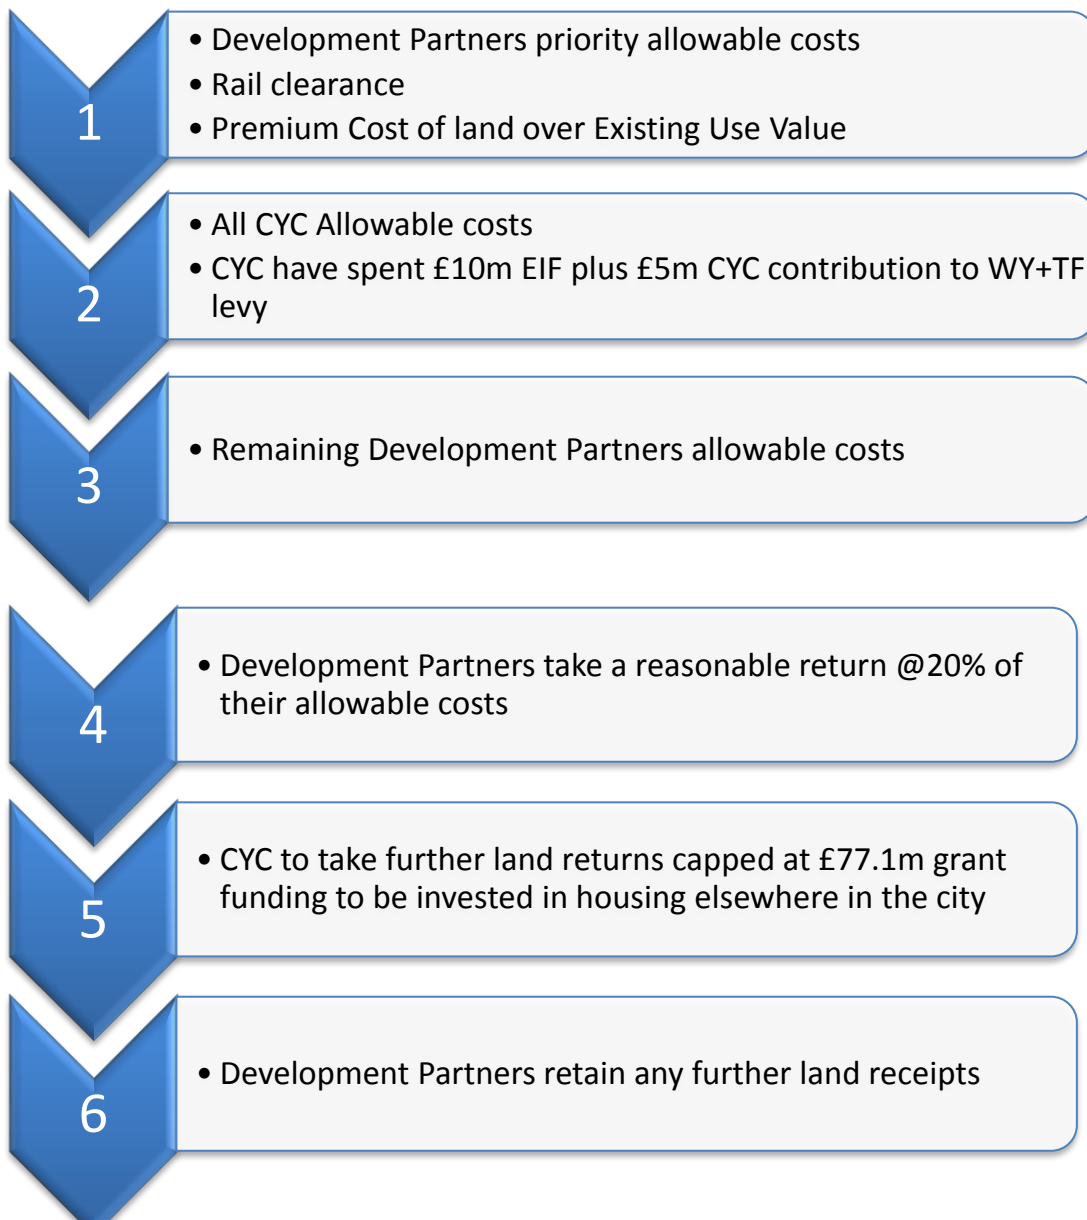 1
• Development Partners priority allowable costs
• Rail clearance
• Premium Cost of land over Existing Use Value
2
• All CYC Allowable costs
• CYC have spent £10m EIF plus £5m CYC contribution to WY+TF
levy
3
• Remaining Development Partners allowable costs
4
• Development Partners take a reasonable return @20% of
their allowable costs
5
• CYC to take further land returns capped at £77.1m grant
funding to be invested in housing elsewhere in the city
6
• Development Partners retain any further land receipts